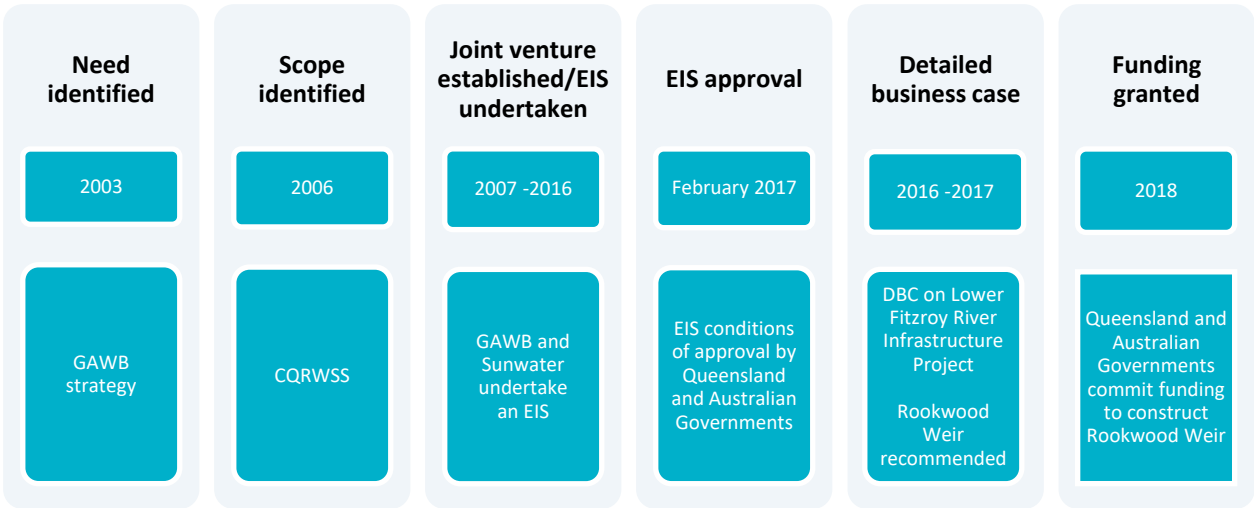 Need
identified
2003
GAWB
strategy
Scope
identified
2006
CQRWSS
Joint venture
established/EIS
undertaken
2007 -2016
GAWB and
Sunwater
undertake
an EIS
EIS approval
February 2017
EIS conditions
of approval by
Queensland
and Australian
Governments
Detailed
business case
2016 -2017
DBC on Lower
Fitzroy River
Infrastructure
Project
Rookwood
Weir
recommended
Funding
granted
2018
Queensland and
Australian
Governments
commit funding
to construct
Rookwood Weir